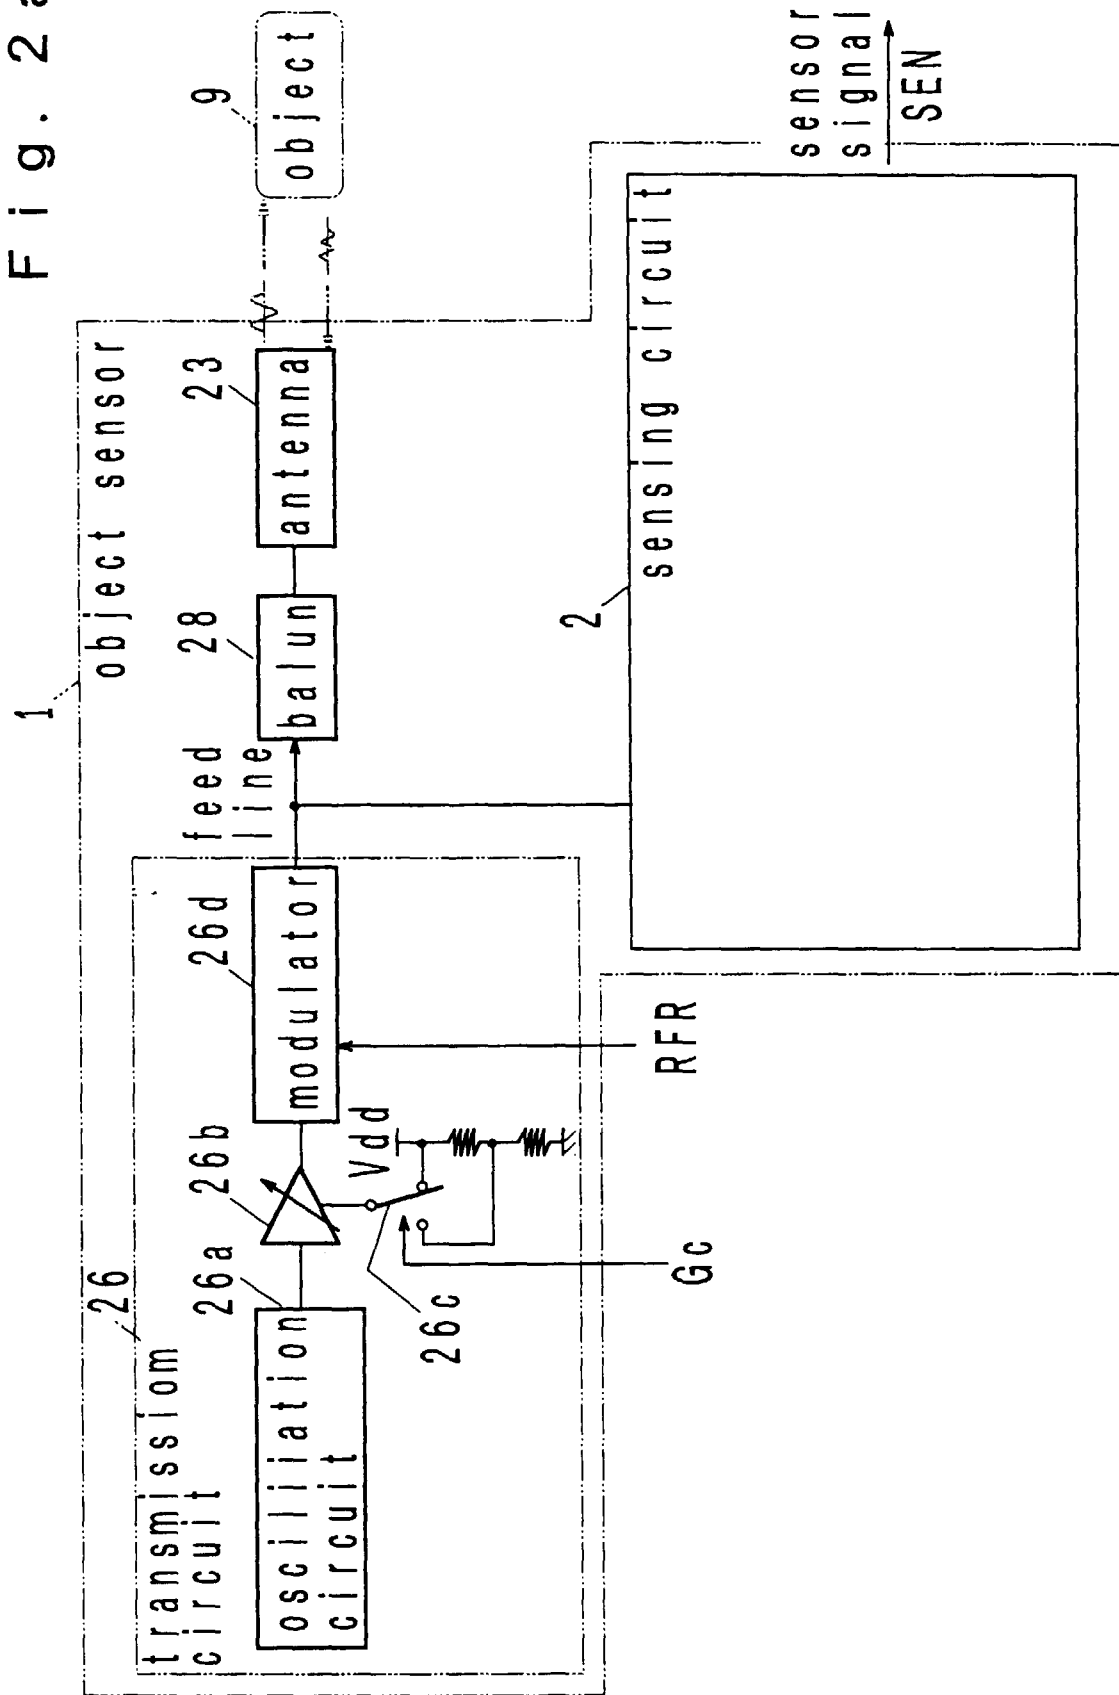 Fig. 2a
1
object sensor
26
transmissiom
circuit
26a
oscilliation
circuit
26b
26c
Vdd
Gc
26d
modulator
RFR
feed
line
28
balun
23
antenna
9
object
2
sensing circuit
sensor
signal
SEN